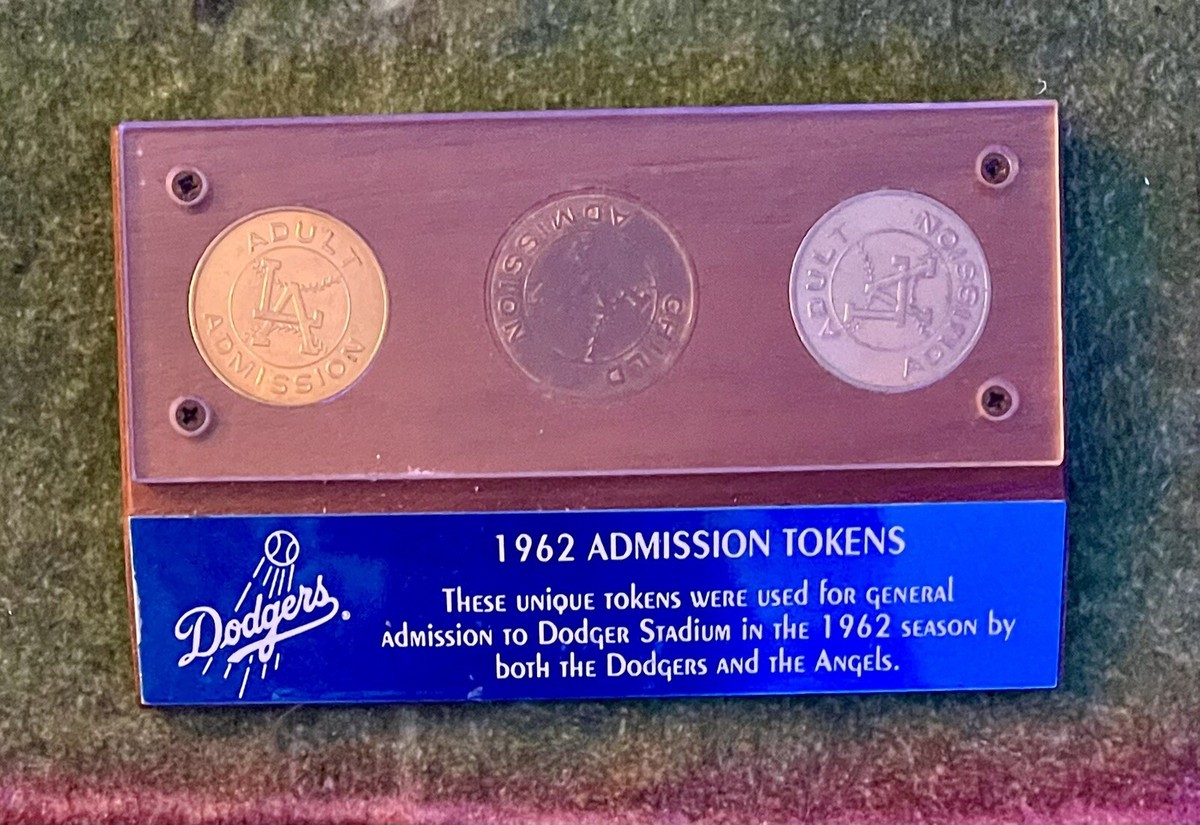 ADULT
LA
ADMISSION
ADMISSION
CHILD
ADULT
LA
ADMISSION
1962 ADMISSION TOKENS
Dodgers®
THESE UNIQUE TOKENS WERE USED FOR GENERAL
ADMISSION TO DODGER STADIUM IN THE 1962 SEASON BY
BOTH THE DODGERS AND THE ANGELS.